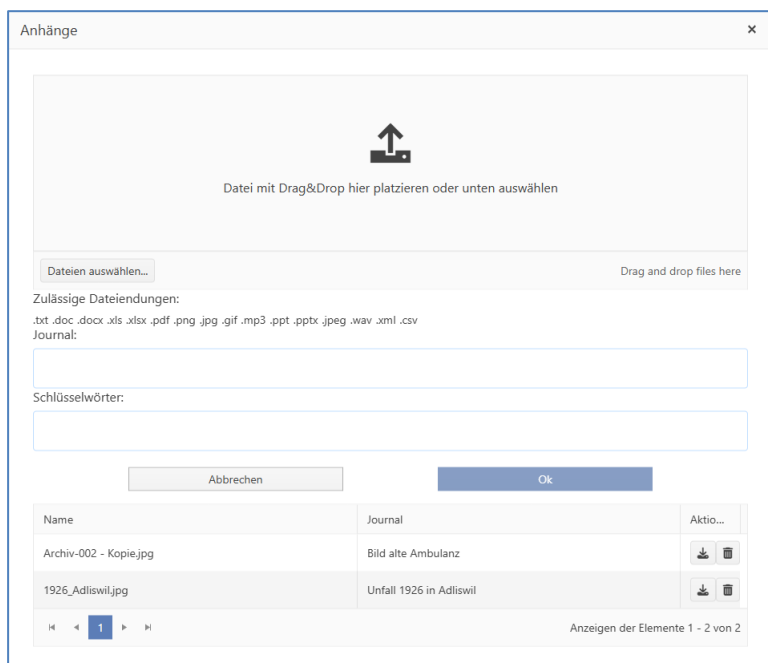 Anhänge
Datei mit Drag&Drop hier platzieren oder unten auswählen
Dateien auswählen... Drag and drop files here
Zulässige Dateiendungen:
.txt .doc .docx .xls .xlsx .pdf .png .jpg .gif .mp3 .ppt .pptx .jpeg .wav .xml .csv
Journal:
Schlüsselwörter:
Abbrechen Ok
Name Journal Aktio...
Archiv-002 - Kopie.jpg Bild alte Ambulanz
1926_Adliswil.jpg Unfall 1926 in Adliswil
1 Anzeigen der Elemente 1 - 2 von 2